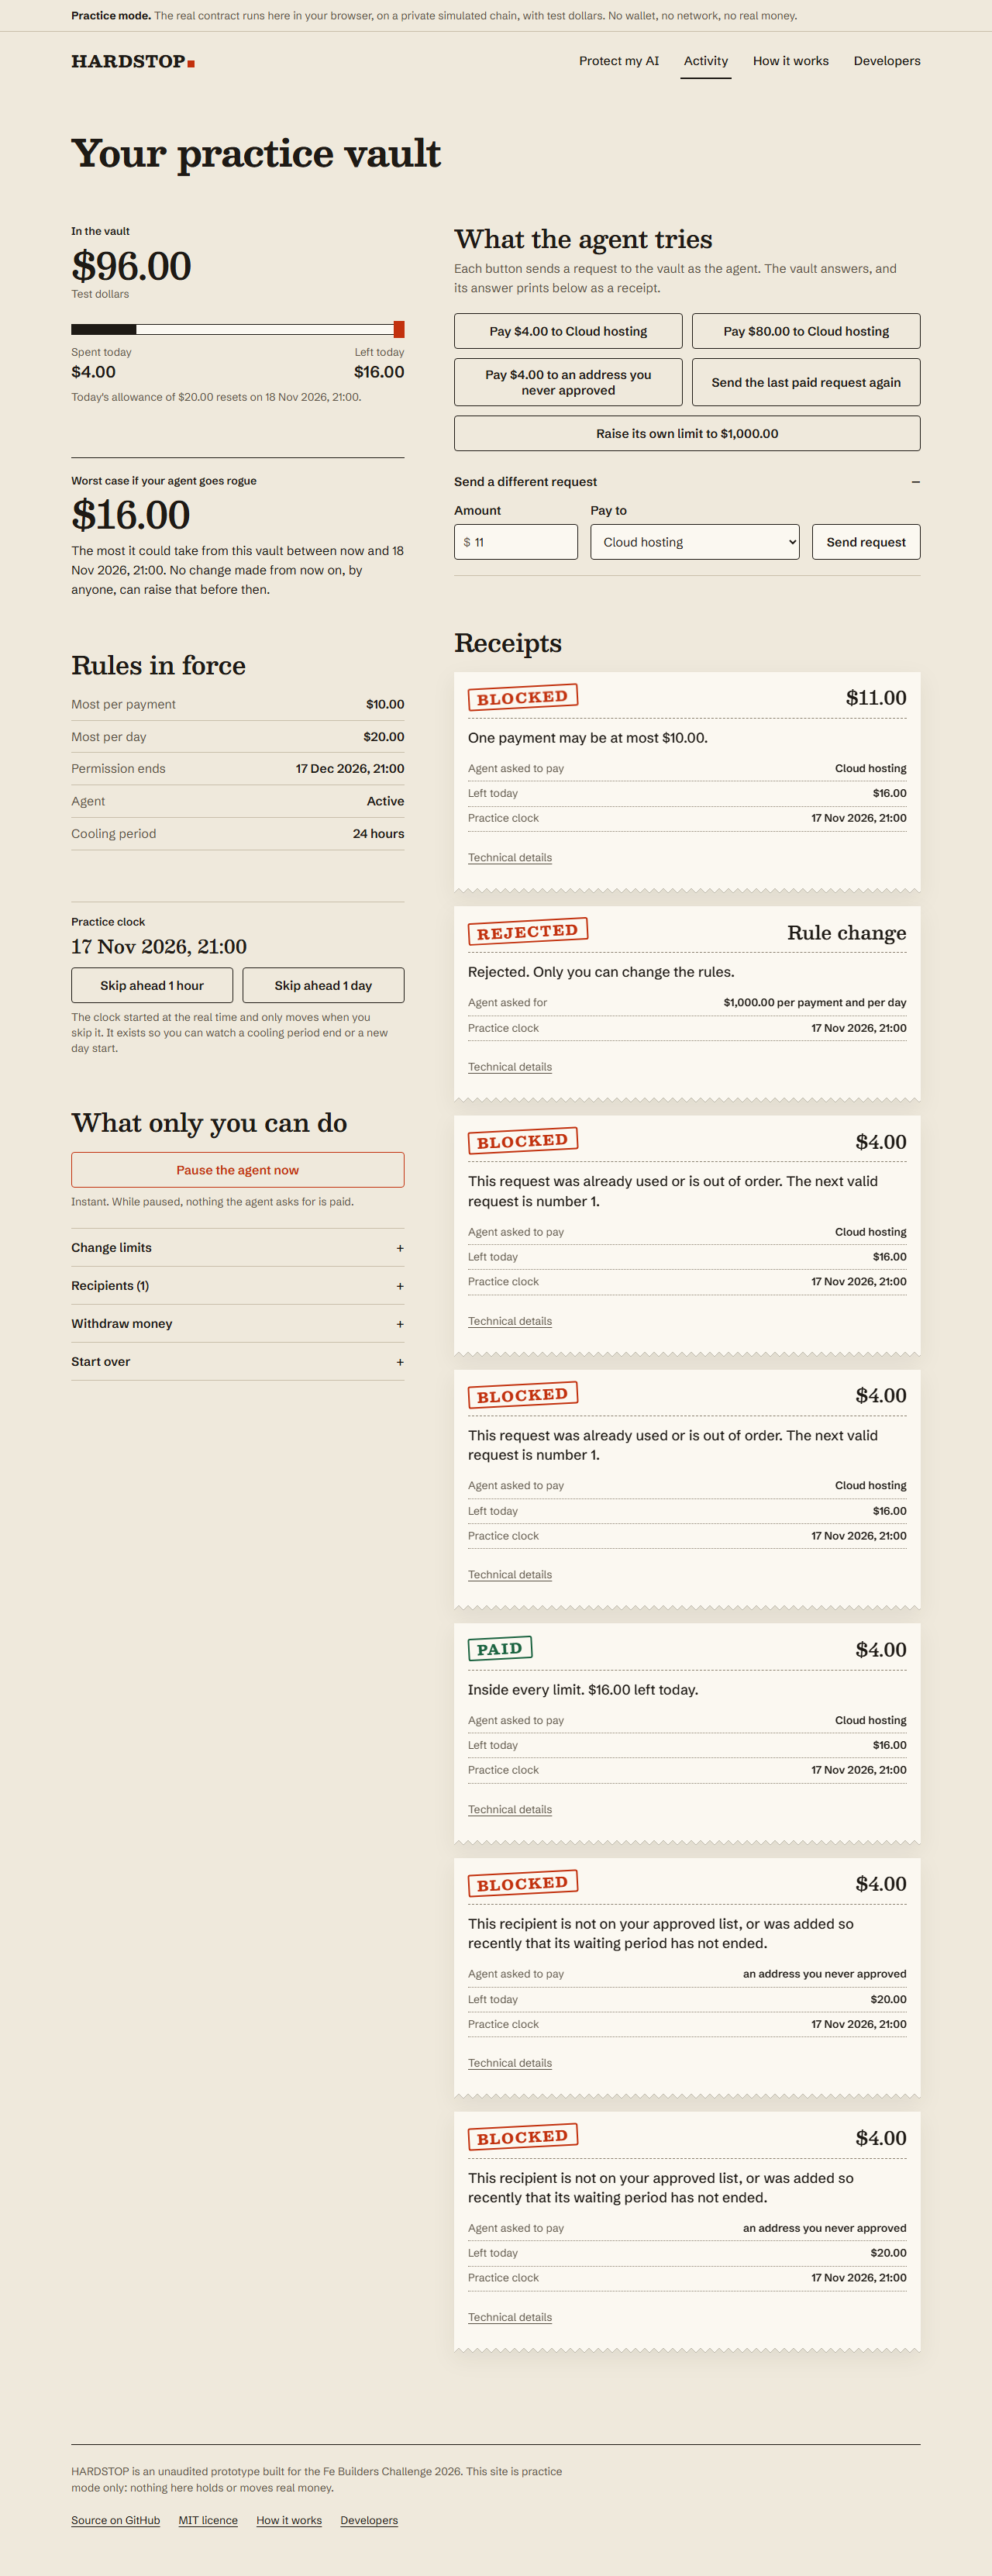 Practice mode. The real contract runs here in your browser, on a private simulated chain, with test dollars. No wallet, no network, no real money.
HARDSTOP
Protect my AI
Activity
How it works
Developers
Your practice vault
In the vault
$96.00
Test dollars
Spent today
Left today
$4.00
$16.00
Today's allowance of $20.00 resets on 18 Nov 2026, 21:00.
Worst case if your agent goes rogue
$16.00
The most it could take from this vault between now and 18
Nov 2026, 21:00. No change made from now on, by
anyone, can raise that before then.
Rules in force
Most per payment
$10.00
Most per day
$20.00
Permission ends
17 Dec 2026, 21:00
Agent
Active
Cooling period
24 hours
Practice clock
17 Nov 2026, 21:00
Skip ahead 1 hour
Skip ahead 1 day
The clock started at the real time and only moves when you
skip it. It exists so you can watch a cooling period end or a new
day start.
What only you can do
Pause the agent now
Instant. While paused, nothing the agent asks for is paid.
Change limits
+
Recipients (1)
+
Withdraw money
+
Start over
+
What the agent tries
Each button sends a request to the vault as the agent. The vault answers, and
its answer prints below as a receipt.
Pay $4.00 to Cloud hosting
Pay $80.00 to Cloud hosting
Pay $4.00 to an address you
never approved
Send the last paid request again
Raise its own limit to $1,000.00
Send a different request
−
Amount
Pay to
$ 11
Cloud hosting
Send request
Receipts
BLOCKED
$11.00
One payment may be at most $10.00.
Agent asked to pay
Cloud hosting
Left today
$16.00
Practice clock
17 Nov 2026, 21:00
Technical details
REJECTED
Rule change
Rejected. Only you can change the rules.
Agent asked for
$1,000.00 per payment and per day
Practice clock
17 Nov 2026, 21:00
Technical details
BLOCKED
$4.00
This request was already used or is out of order. The next valid
request is number 1.
Agent asked to pay
Cloud hosting
Left today
$16.00
Practice clock
17 Nov 2026, 21:00
Technical details
BLOCKED
$4.00
This request was already used or is out of order. The next valid
request is number 1.
Agent asked to pay
Cloud hosting
Left today
$16.00
Practice clock
17 Nov 2026, 21:00
Technical details
PAID
$4.00
Inside every limit. $16.00 left today.
Agent asked to pay
Cloud hosting
Left today
$16.00
Practice clock
17 Nov 2026, 21:00
Technical details
BLOCKED
$4.00
This recipient is not on your approved list, or was added so
recently that its waiting period has not ended.
Agent asked to pay
an address you never approved
Left today
$20.00
Practice clock
17 Nov 2026, 21:00
Technical details
BLOCKED
$4.00
This recipient is not on your approved list, or was added so
recently that its waiting period has not ended.
Agent asked to pay
an address you never approved
Left today
$20.00
Practice clock
17 Nov 2026, 21:00
Technical details
HARDSTOP is an unaudited prototype built for the Fe Builders Challenge 2026. This site is practice
mode only: nothing here holds or moves real money.
Source on GitHub
MIT licence
How it works
Developers